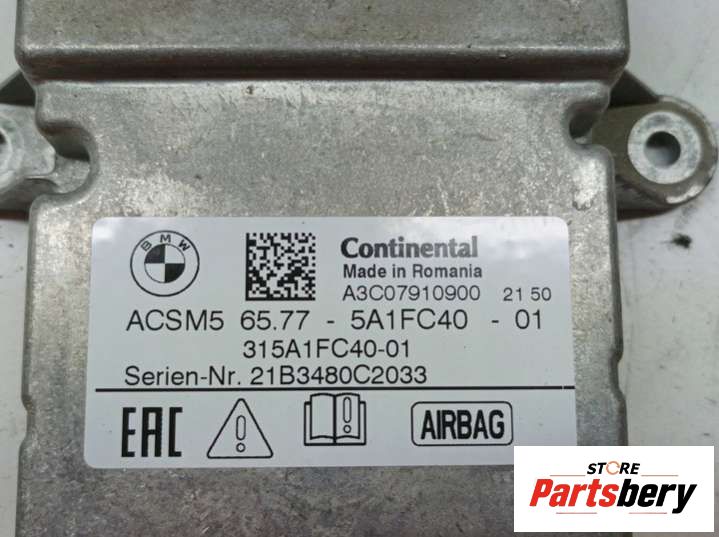 BMW
Continental
Made in Romania
A3C07910900 21 50
ACSM5 65.77 - 5A1FC40 - 01
315A1FC40-01
Serien-Nr. 21B3480C2033
EAC
AIRBAG
STORE
Partsbery